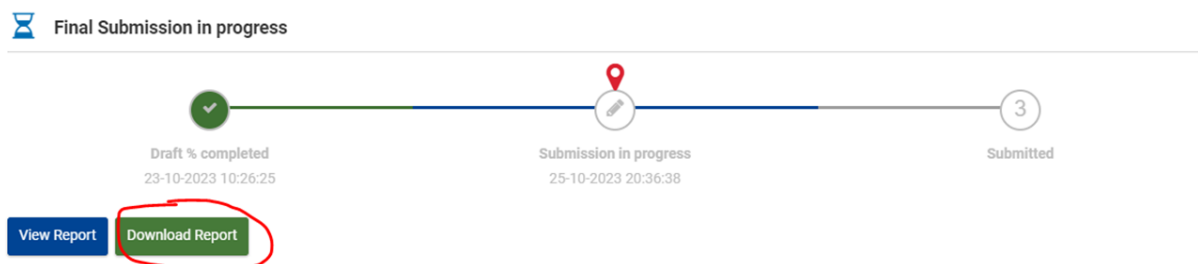 Final Submission in progress
3
Draft % completed
Submission in progress
Submitted
23-10-2023 10:26:25
25-10-2023 20:36:38
View Report
Download Report